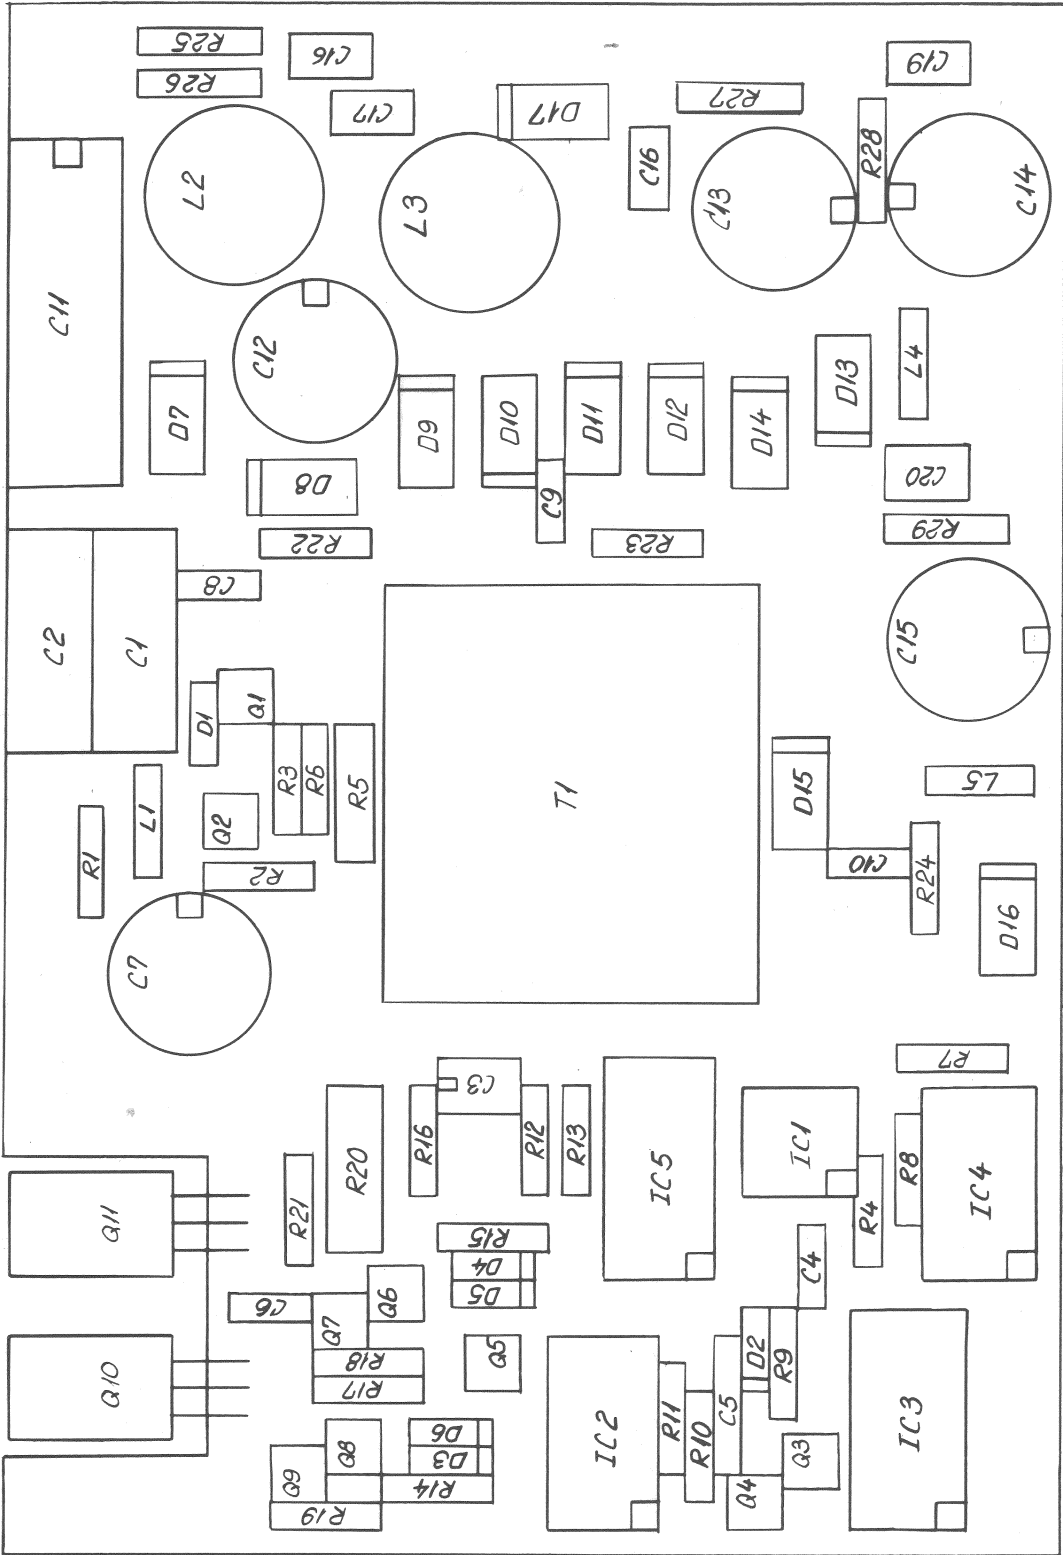 R25
C16
C19
R26
C17
D17
R27
R28
C16
L2
C14
C13
L3
C11
C12
L4
D13
D7
D9
D10
D11
D12
D14
D8
C20
C9
R22
R23
R29
C8
C2
C1
C15
D1
Q1
R3
R6
R5
T1
D15
L5
L1
Q2
R1
R2
C10
R24
D16
C7
R7
C3
R16
R12
R13
IC1
R20
IC5
R8
IC4
Q11
R21
R4
R15
D4
C4
D5
C6
Q6
Q7
Q5
D2
R18
R9
Q10
R17
R11
C5
IC3
IC2
R10
D6
Q8
D3
Q3
Q9
R14
Q4
R19